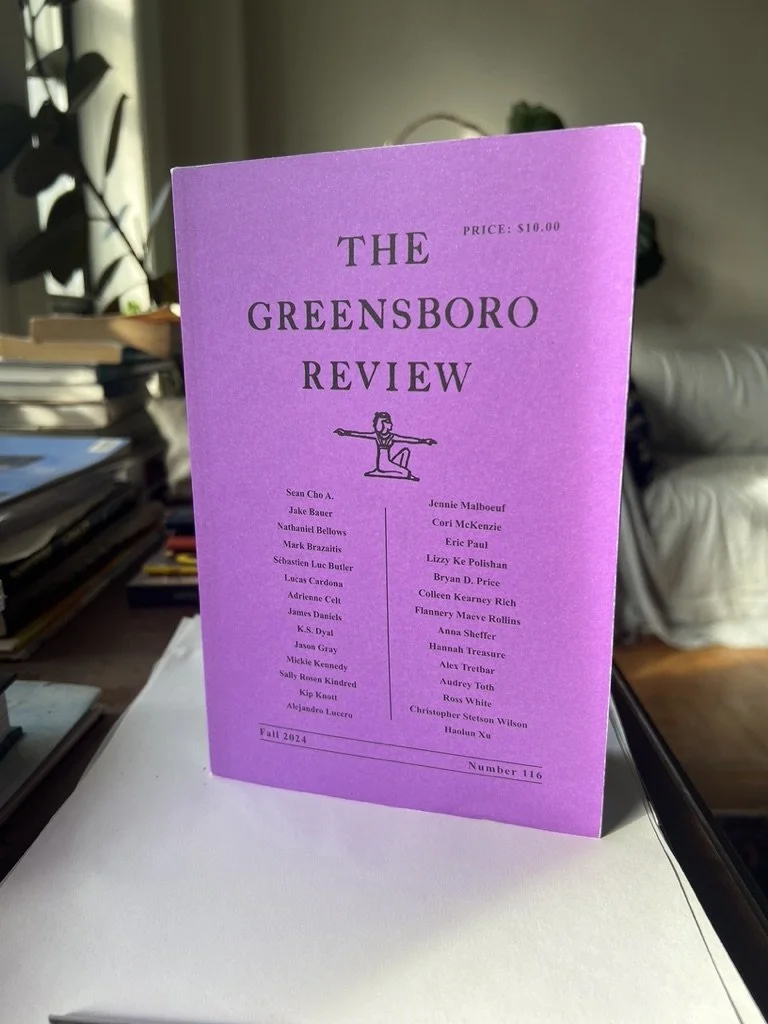 PRICE: $10.00
THE
GREENSBORO
REVIEW
Sean Cho A.
Jake Bauer
Nathaniel Bellows
Mark Brazaitis
Sébastien Luc Butler
Lucas Cardona
Adrienne Celt
James Daniels
K.S. Dyal
Jason Gray
Mickie Kennedy
Sally Rosen Kindred
Kip Knott
Alejandro Lucero
Jennie Malboeuf
Cori McKenzie
Eric Paul
Lizzy Ke Polishan
Bryan D. Price
Colleen Kearney Rich
Flannery Maeve Rollins
Anna Sheffer
Hannah Treasure
Alex Tretbar
Audrey Toth
Ross White
Christopher Stetson Wilson
Haolun Xu
Fall 2024
Number 116